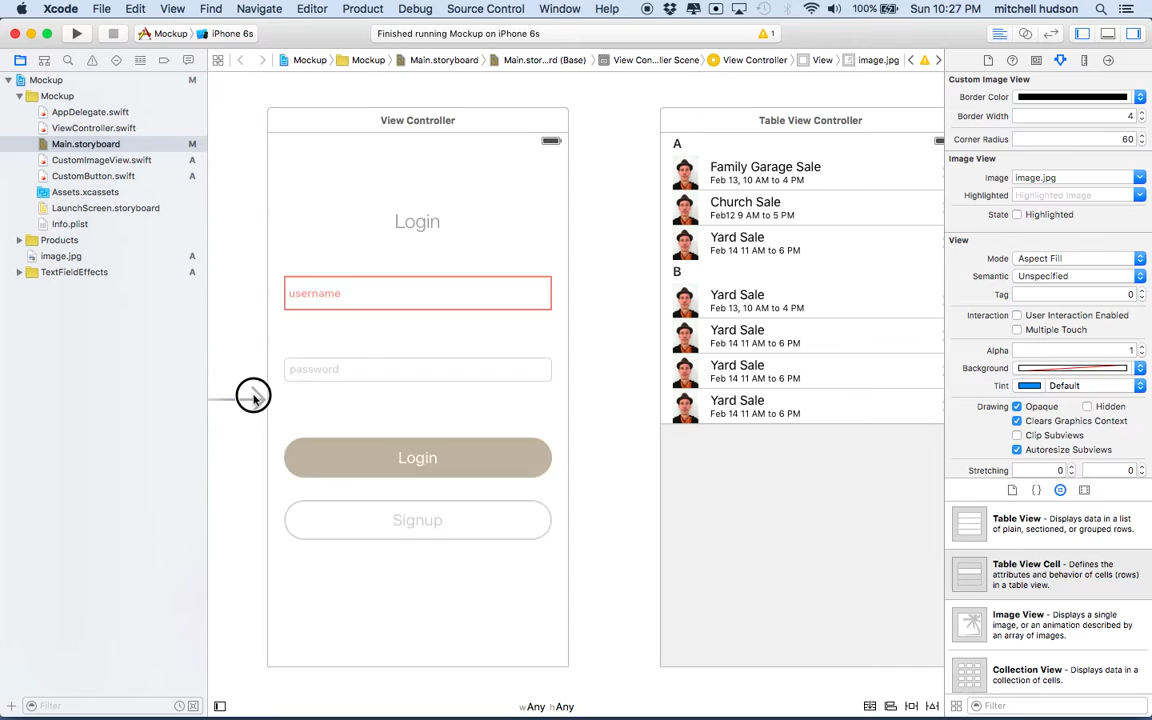 Xcode File Edit View Find Navigate Editor Product Debug Source Control Window Help 100% Sun 10:27 PM mitchell hudson
Mockup iPhone 6s Finished running Mockup on iPhone 6s 1
Mockup Mockup Main.storyboard Main.stor...rd (Base) View Con...ller Scene View Controller View image.jpg
Mockup
Mockup
AppDelegate.swift
ViewController.swift
Main.storyboard M
CustomImageView.swift A
CustomButton.swift A
Assets.xcassets
LaunchScreen.storyboard
Info.plist
Products
image.jpg A
TextFieldEffects A
Filter
View Controller
Login
username
password
Login
Signup
Table View Controller
A
Family Garage Sale
Feb 13, 10 AM to 4 PM
Church Sale
Feb12 9 AM to 5 PM
Yard Sale
Feb 14 11 AM to 6 PM
B
Yard Sale
Feb 13, 10 AM to 4 PM
Yard Sale
Feb 14 11 AM to 6 PM
Yard Sale
Feb 14 11 AM to 6 PM
Yard Sale
Feb 14 11 AM to 6 PM
wAny hAny
Custom Image View
Border Color
Border Width 4
Corner Radius 60
Image View
Image image.jpg
Highlighted Highlighted Image
State Highlighted
View
Mode Aspect Fill
Semantic Unspecified
Tag 0
Interaction User Interaction Enabled
Multiple Touch
Alpha 1
Background
Tint Default
Drawing Opaque Hidden
Clears Graphics Context
Clip Subviews
Autoresize Subviews
Stretching 0 0
Table View - Displays data in a list
of plain, sectioned, or grouped rows.
Table View Cell - Defines the
attributes and behavior of cells (rows)
in a table view.
Image View - Displays a single
image, or an animation described by
an array of images.
Collection View - Displays data in a
collection of cells.
Filter